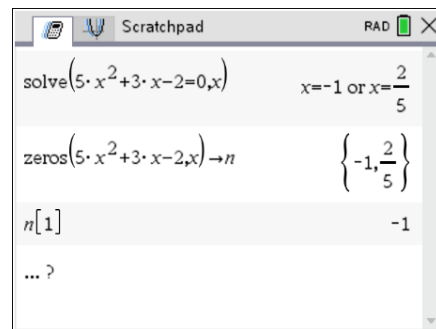 Scratchpad RAD
solve(5·x²+3·x-2=0,x) x=-1 or x=2/5
zeros(5·x²+3·x-2,x)→n {-1,2/5}
n[1] -1
... ?